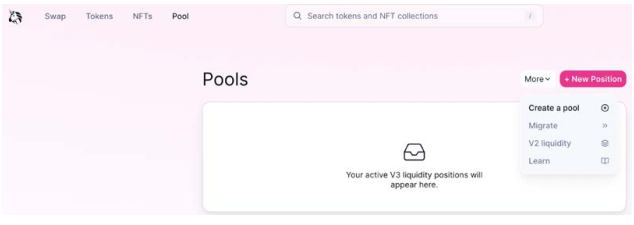 Swap Tokens NFTs Pool Search tokens and NFT collections /
Pools
More + New Position
Create a pool
Migrate
V2 liquidity
Learn
Your active V3 liquidity positions will
appear here.